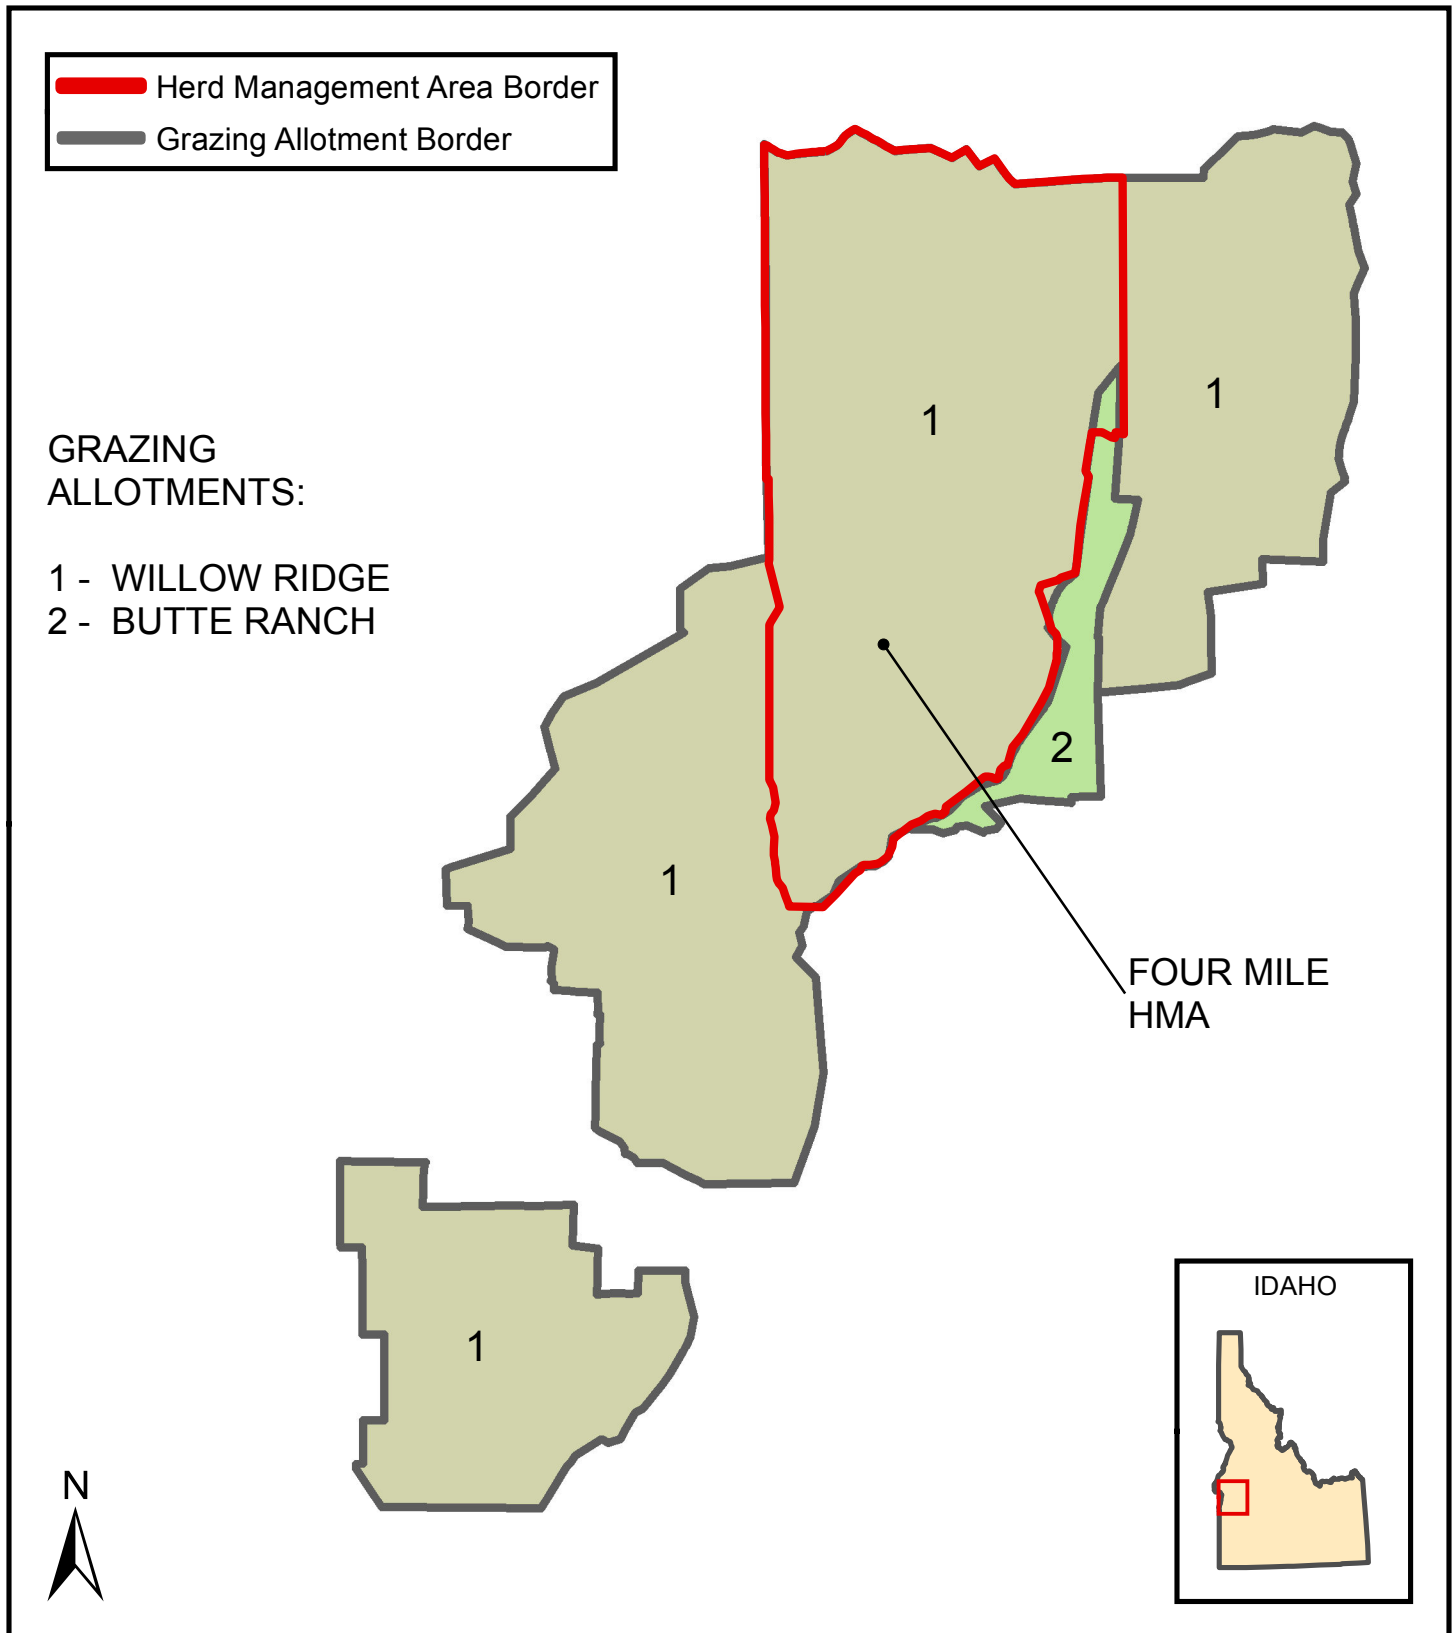 Herd Management Area Border
Grazing Allotment Border
GRAZING
ALLOTMENTS:
1 - WILLOW RIDGE
2 - BUTTE RANCH
1
1
2
1
FOUR MILE
HMA
1
IDAHO
N